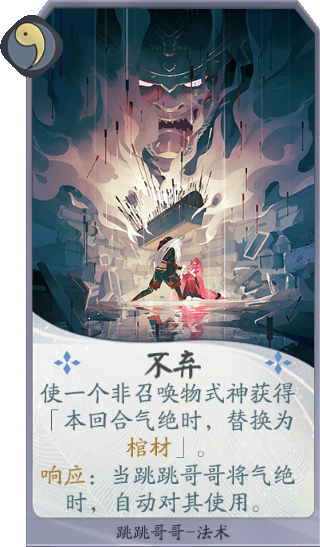 不弃
使一个非召唤物式神获得
「本回合气绝时，替换为
棺材」。
响应：当跳跳哥哥将气绝
时，自动对其使用。
跳跳哥哥-法术